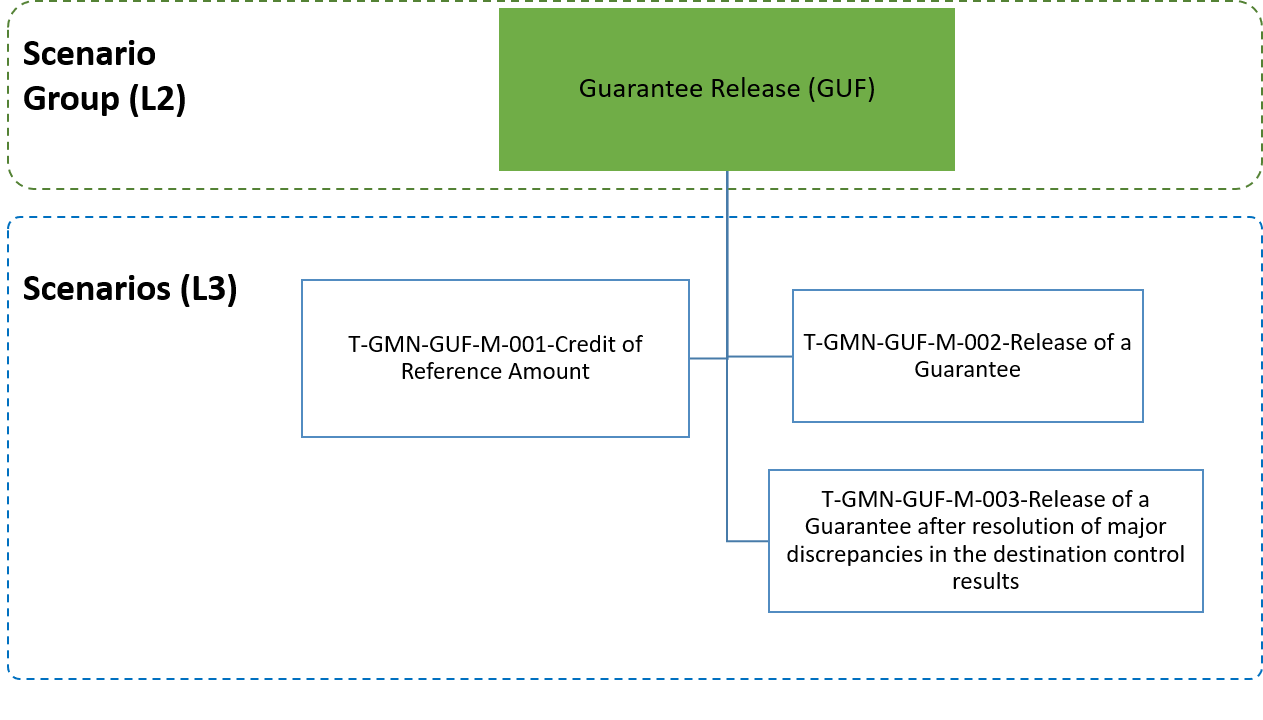 Scenario
Group (L2)
Guarantee Release (GUF)
Scenarios (L3)
T-GMN-GUF-M-001-Credit of
Reference Amount
T-GMN-GUF-M-002-Release of a
Guarantee
T-GMN-GUF-M-003-Release of a
Guarantee after resolution of major
discrepancies in the destination control
results